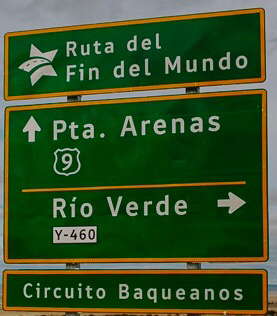 Ruta del
Fin del Mundo
Pta. Arenas
9
Río Verde
Y-460
Circuito Baqueanos